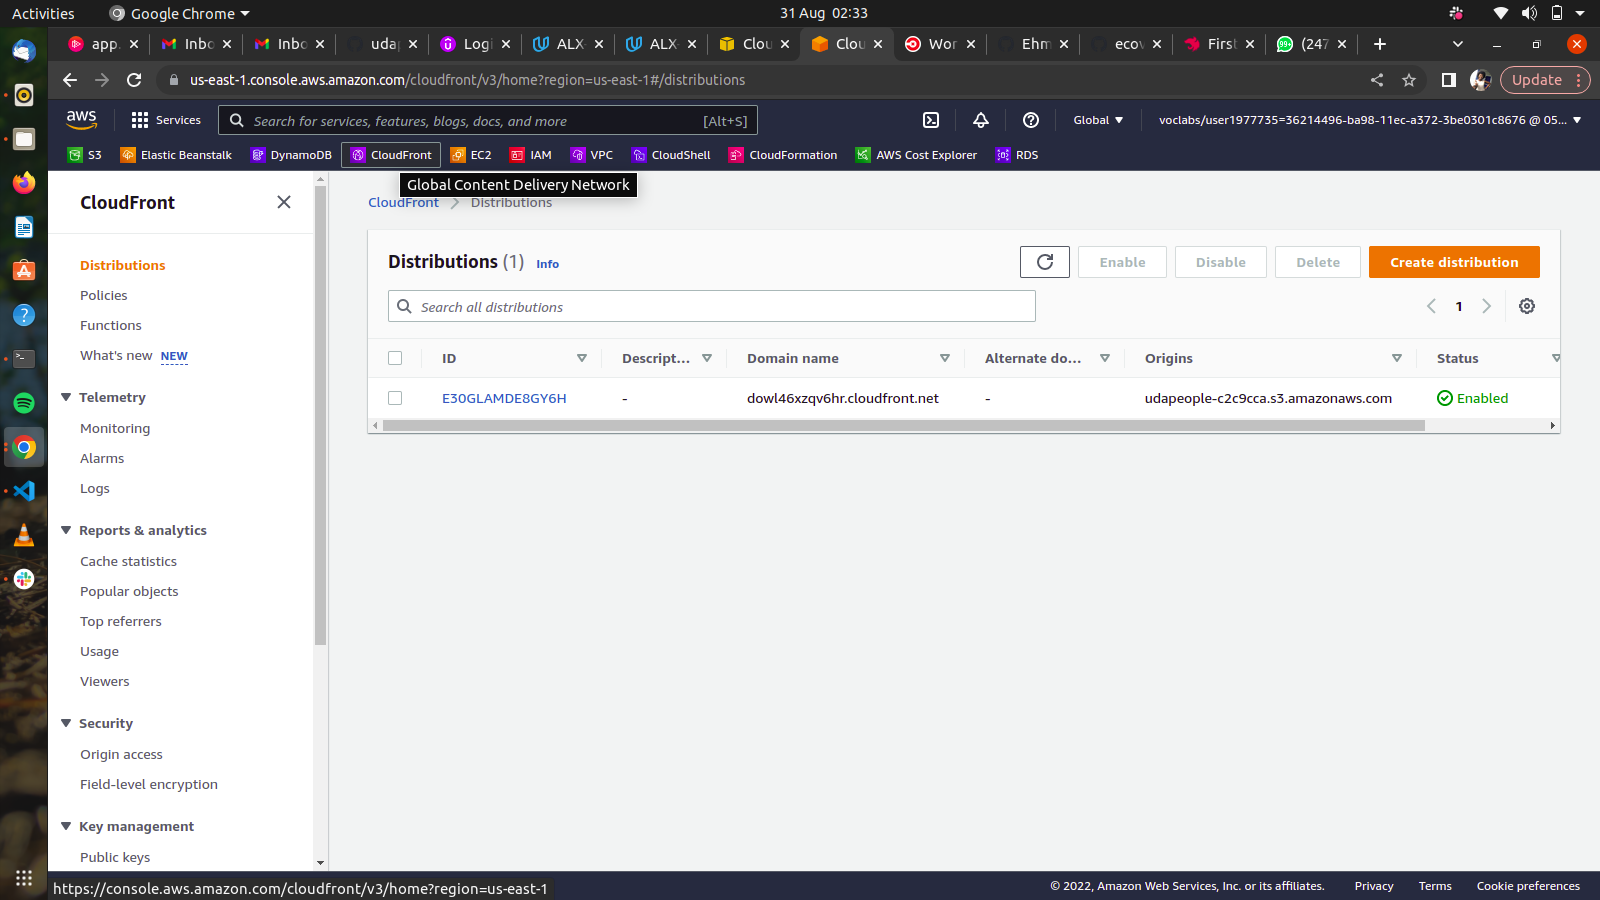 Activities
Google Chrome
31 Aug 02:33
app.
Inbo
Inbo
udap
Logi
ALX-
ALX-
Clou
Clou
Wor
Ehm
ecov
First
(247
us-east-1.console.aws.amazon.com/cloudfront/v3/home?region=us-east-1#/distributions
Update
aws
Services
Search for services, features, blogs, docs, and more
[Alt+S]
Global
voclabs/user1977735=36214496-ba98-11ec-a372-3be0301c8676 @ 05...
S3
Elastic Beanstalk
DynamoDB
CloudFront
EC2
IAM
VPC
CloudShell
CloudFormation
AWS Cost Explorer
RDS
Global Content Delivery Network
CloudFront
Distributions
Policies
Functions
What's new NEW
Telemetry
Monitoring
Alarms
Logs
Reports & analytics
Cache statistics
Popular objects
Top referrers
Usage
Viewers
Security
Origin access
Field-level encryption
Key management
Public keys
CloudFront > Distributions
Distributions (1) Info
Enable
Disable
Delete
Create distribution
Search all distributions
1
ID
Descript...
Domain name
Alternate do...
Origins
Status
E30GLAMDE8GY6H
-
dowl46xzqv6hr.cloudfront.net
-
udapeople-c2c9cca.s3.amazonaws.com
Enabled
https://console.aws.amazon.com/cloudfront/v3/home?region=us-east-1
© 2022, Amazon Web Services, Inc. or its affiliates.
Privacy
Terms
Cookie preferences